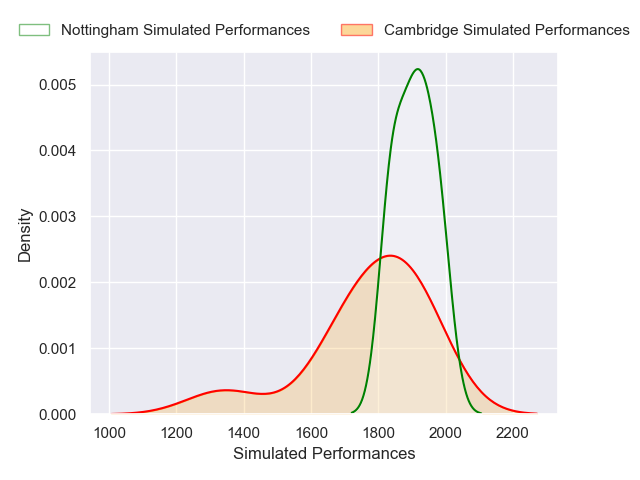 Nottingham Simulated Performances
Cambridge Simulated Performances
0.005
0.004
0.003
0.002
0.001
0.000
Density
1000 1200 1400 1600 1800 2000 2200
Simulated Performances